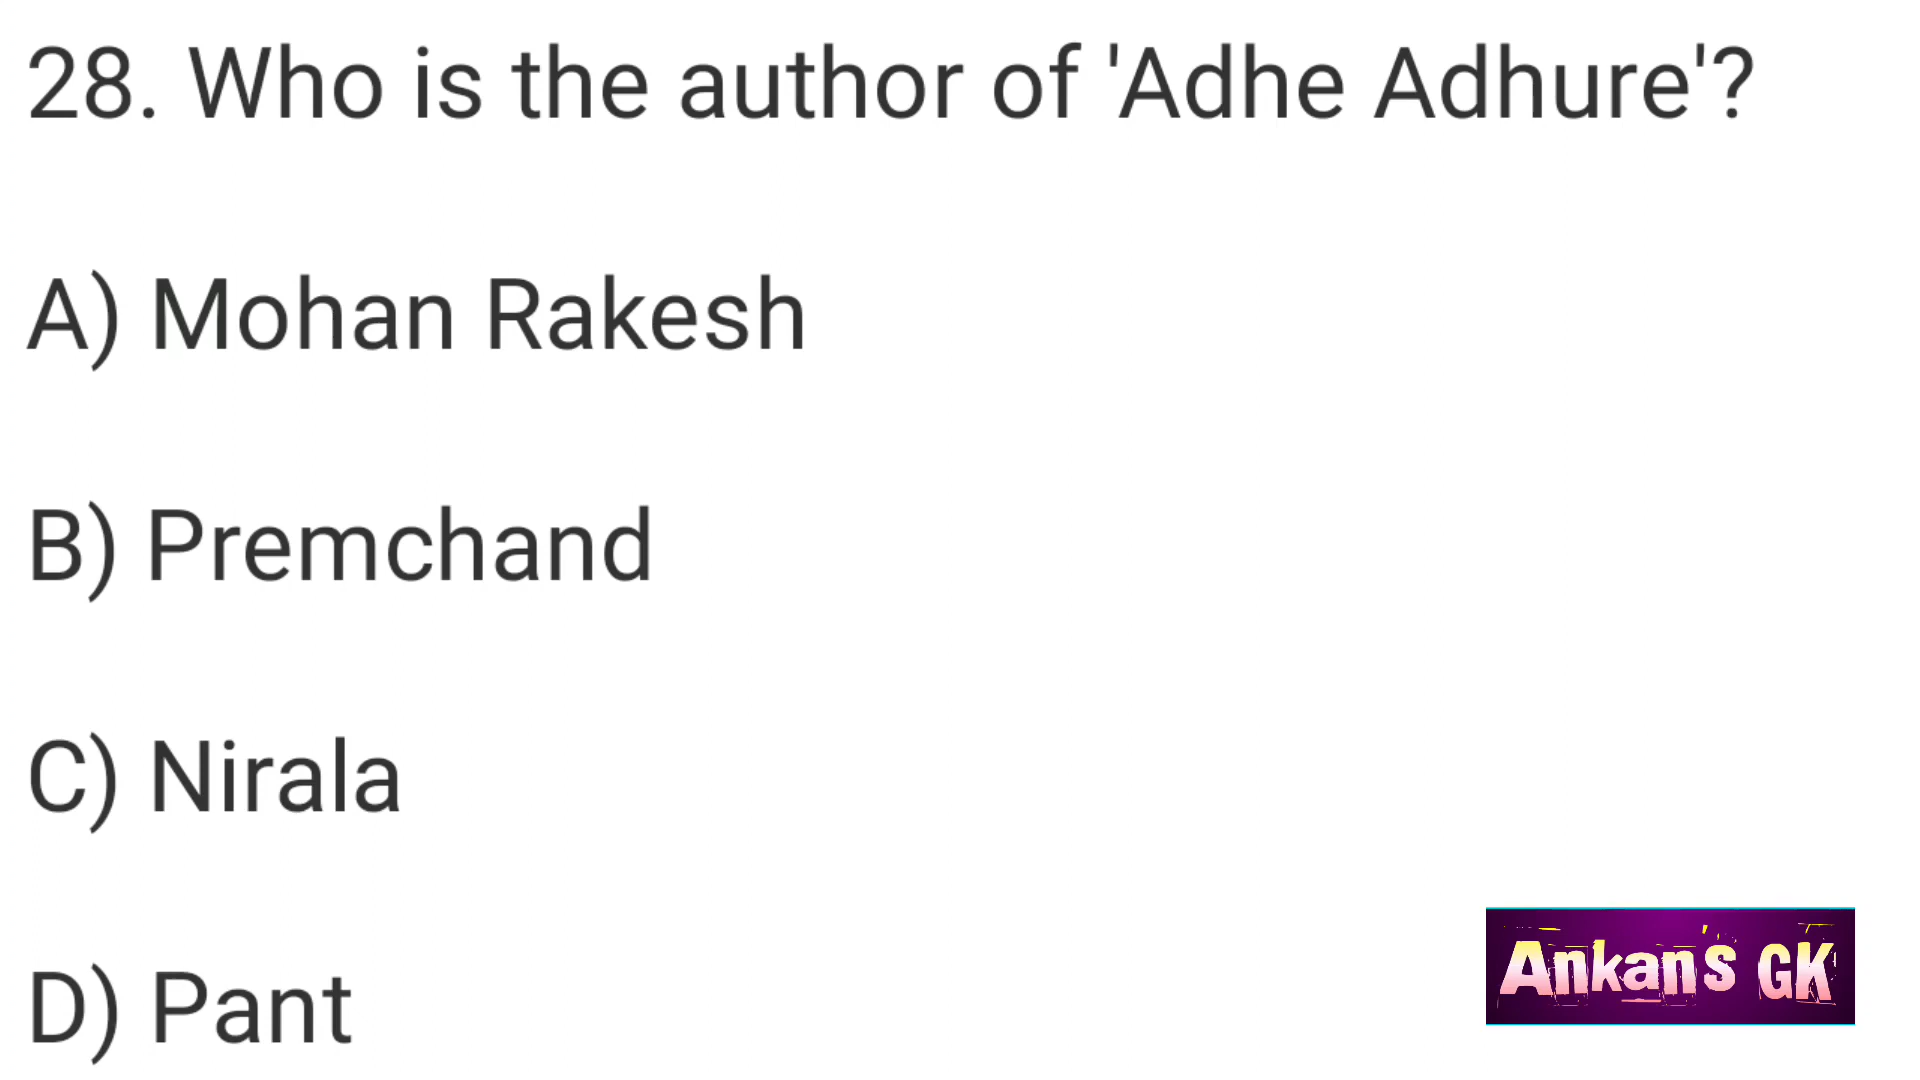 28. Who is the author of 'Adhe Adhure'?
A) Mohan Rakesh
B) Premchand
C) Nirala
D) Pant
Ankan's GK